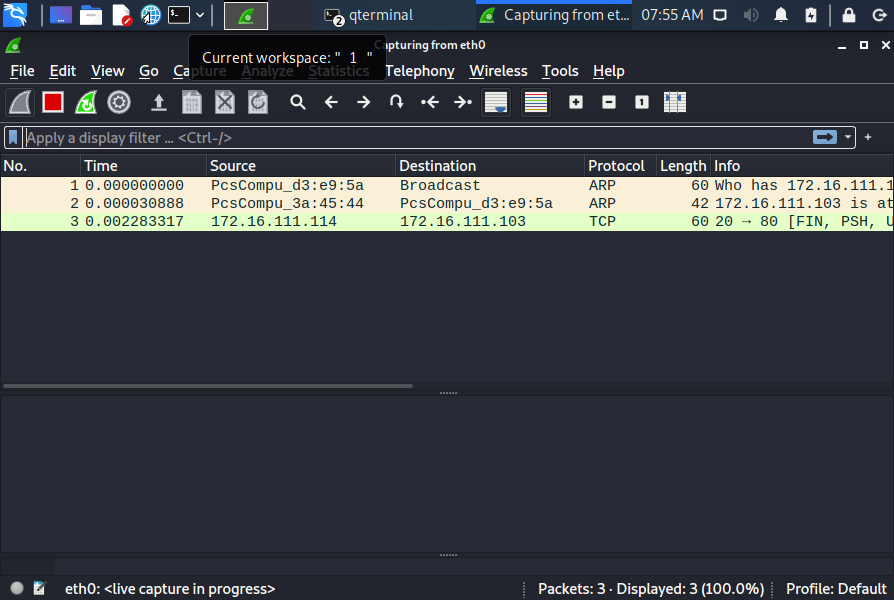 qterminal
Capturing from et...
07:55 AM
Capturing from eth0
Current workspace: " 1 "
File Edit View Go Capture Analyze Statistics Telephony Wireless Tools Help
Apply a display filter ... <Ctrl-/>
No. Time Source Destination Protocol Length Info
1 0.000000000 PcsCompu_d3:e9:5a Broadcast ARP 60 Who has 172.16.111.1
2 0.000030888 PcsCompu_3a:45:44 PcsCompu_d3:e9:5a ARP 42 172.16.111.103 is at
3 0.002283317 172.16.111.114 172.16.111.103 TCP 60 20 → 80 [FIN, PSH, U
eth0: <live capture in progress>
Packets: 3 · Displayed: 3 (100.0%)
Profile: Default